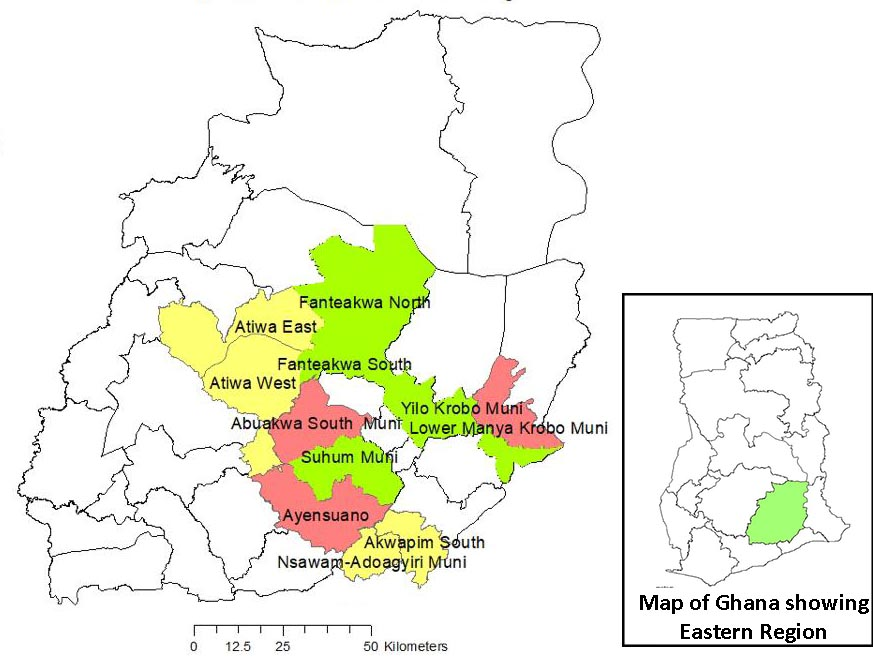 Fanteakwa North
Atiwa East
Fanteakwa South
Atiwa West
Yilo Krobo Muni
Abuakwa South Muni
Lower Manya Krobo Muni
Suhum Muni
Ayensuano
Akwapim South
Nsawam-Adoagyiri Muni
0 12.5 25 50 Kilometers
Map of Ghana showing
Eastern Region